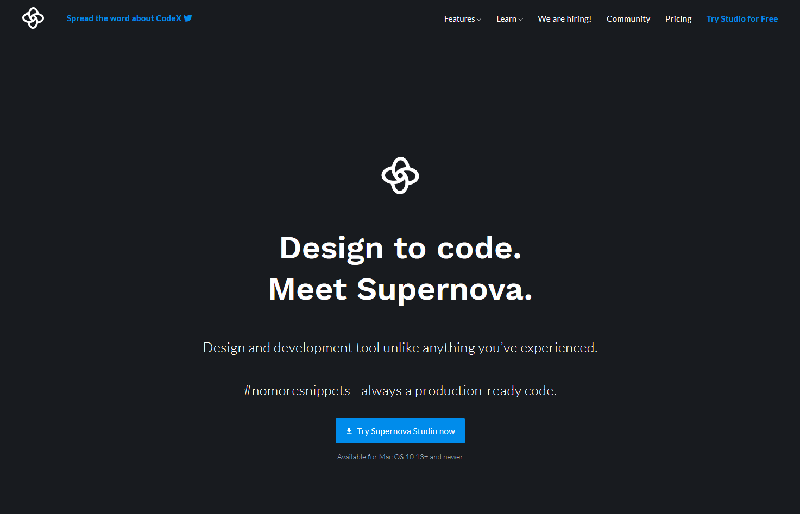 Spread the word about CodeX
Features
Learn
We are hiring!
Community
Pricing
Try Studio for Free
Design to code.
Meet Supernova.
Design and development tool unlike anything you've experienced.
#nomoresnippets - always a production-ready code.
Try Supernova Studio now
Available for Mac OS 10.13+ and newer